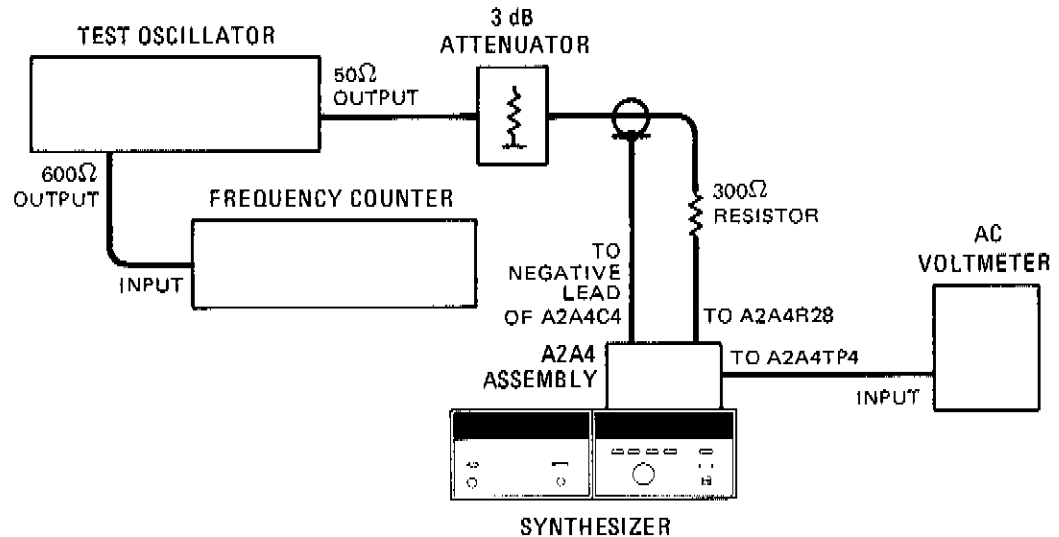 3 dB
ATTENUATOR
TEST OSCILLATOR
50Ω
OUTPUT
600Ω
OUTPUT
FREQUENCY COUNTER
INPUT
300Ω
RESISTOR
TO
NEGATIVE
LEAD
OF A2A4C4
TO A2A4R28
AC
VOLTMETER
A2A4
ASSEMBLY
TO A2A4TP4
INPUT
SYNTHESIZER